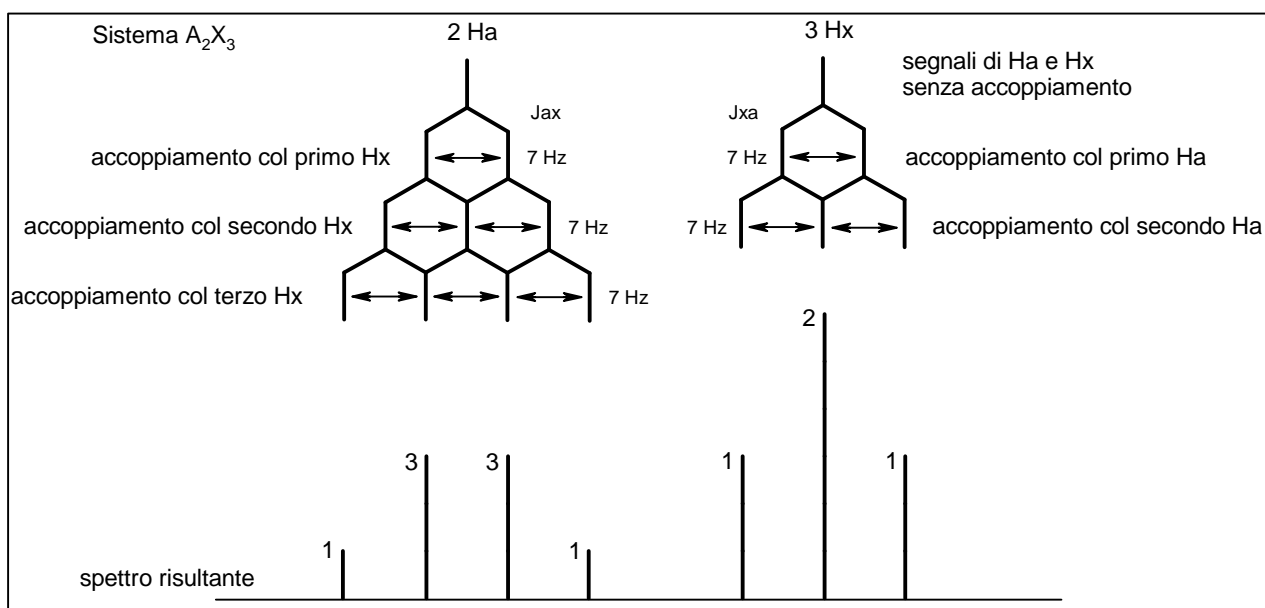 Sistema A₂X₃
2 Ha
3 Hx
segnali di Ha e Hx
senza accoppiamento
Jax
Jxa
accoppiamento col primo Hx
7 Hz
7 Hz
accoppiamento col primo Ha
accoppiamento col secondo Hx
7 Hz
7 Hz
accoppiamento col secondo Ha
accoppiamento col terzo Hx
7 Hz
2
3
3
1
1
1
1
spettro risultante